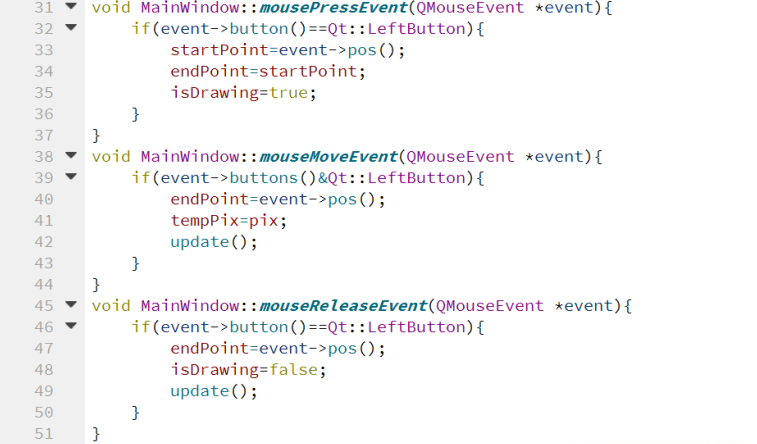 31 void MainWindow::mousePressEvent(QMouseEvent *event){
32     if(event->button()==Qt::LeftButton){
33         startPoint=event->pos();
34         endPoint=startPoint;
35         isDrawing=true;
36     }
37 }
38 void MainWindow::mouseMoveEvent(QMouseEvent *event){
39     if(event->buttons()&Qt::LeftButton){
40         endPoint=event->pos();
41         tempPix=pix;
42         update();
43     }
44 }
45 void MainWindow::mouseReleaseEvent(QMouseEvent *event){
46     if(event->button()==Qt::LeftButton){
47         endPoint=event->pos();
48         isDrawing=false;
49         update();
50     }
51 }